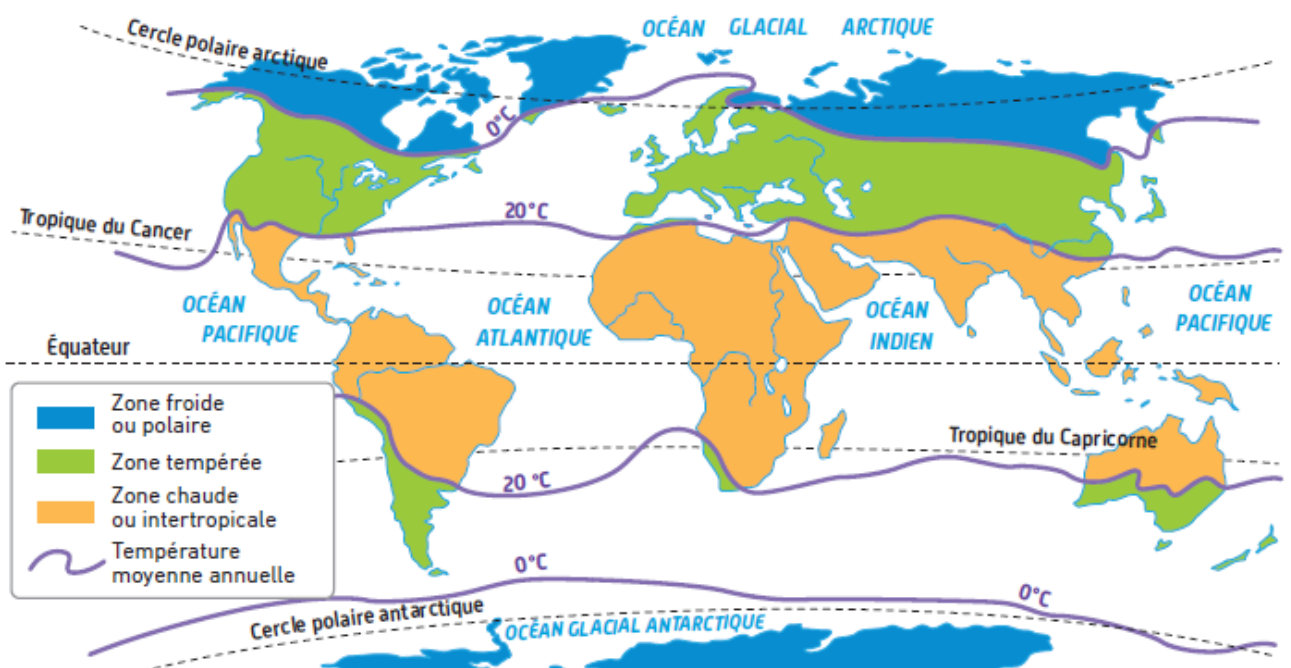 Cercle polaire arctique
OCÉAN GLACIAL ARCTIQUE
0°C
Tropique du Cancer
20°C
OCÉAN
PACIFIQUE
OCÉAN
ATLANTIQUE
OCÉAN
INDIEN
OCÉAN
PACIFIQUE
Équateur
Zone froide
ou polaire
Zone tempérée
Zone chaude
ou intertropicale
Température
moyenne annuelle
Tropique du Capricorne
20°C
0°C
0°C
Cercle polaire antarctique
OCÉAN GLACIAL ANTARCTIQUE